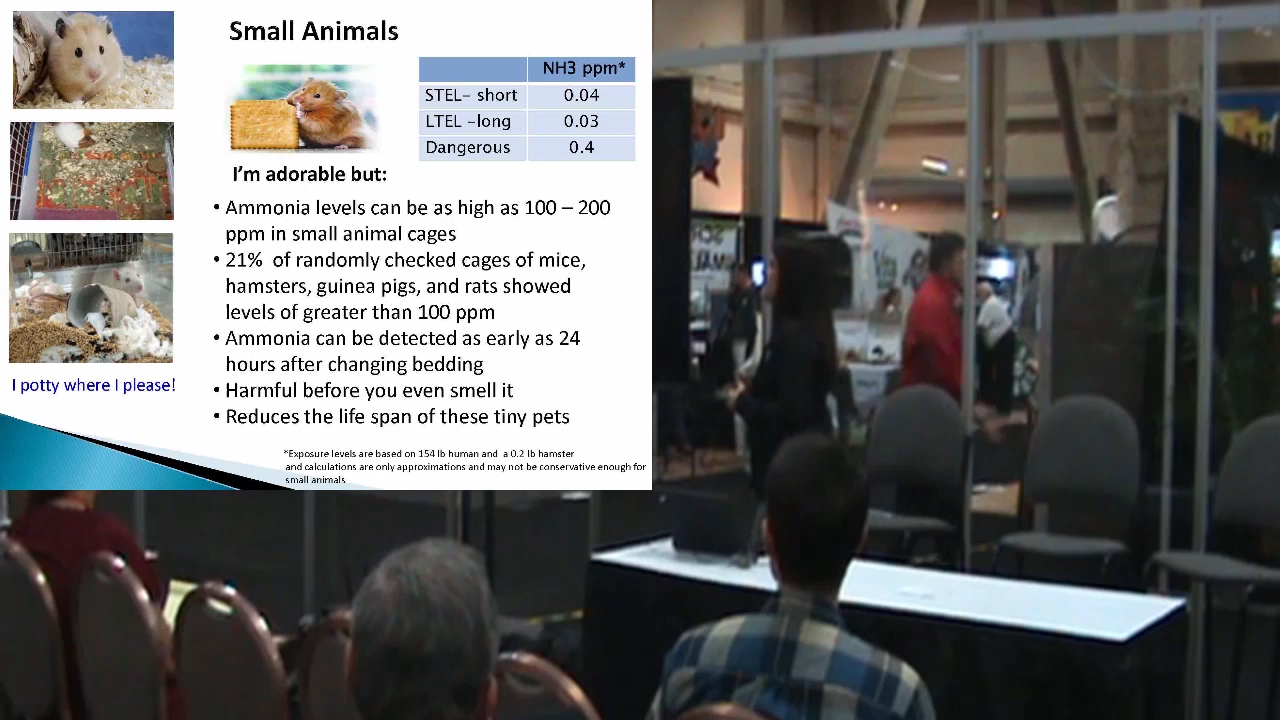 Small Animals
NH3 ppm*
STEL– short 0.04
LTEL –long 0.03
Dangerous 0.4
I'm adorable but:
• Ammonia levels can be as high as 100 – 200
ppm in small animal cages
• 21% of randomly checked cages of mice,
hamsters, guinea pigs, and rats showed
levels of greater than 100 ppm
• Ammonia can be detected as early as 24
hours after changing bedding
• Harmful before you even smell it
• Reduces the life span of these tiny pets
I potty where I please!
*Exposure levels are based on 154 lb human and a 0.2 lb hamster
and calculations are only approximations and may not be conservative enough for
small animals